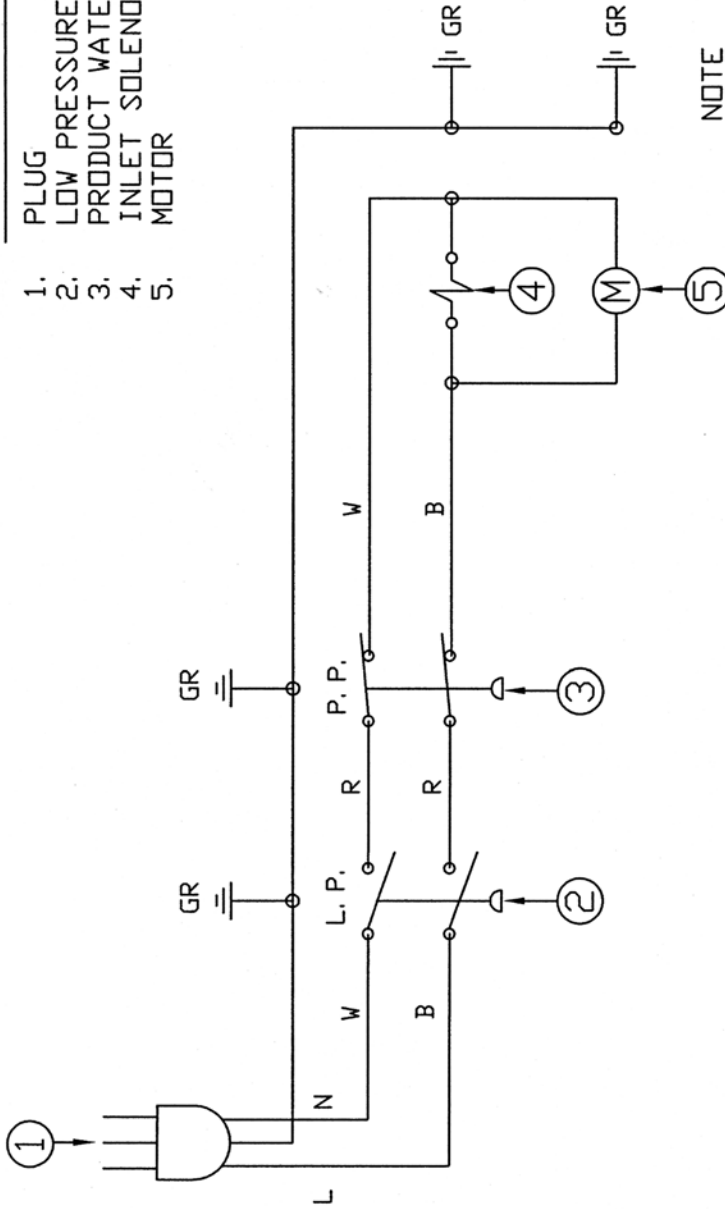 1. PLUG
2. LOW PRESSURE
3. PRODUCT WATE
4. INLET SOLENO
5. MOTOR
1
L
N
GR
GR
GR
GR
W
L.P.
R
P.P.
W
B
R
B
M
2
3
4
5
NOTE